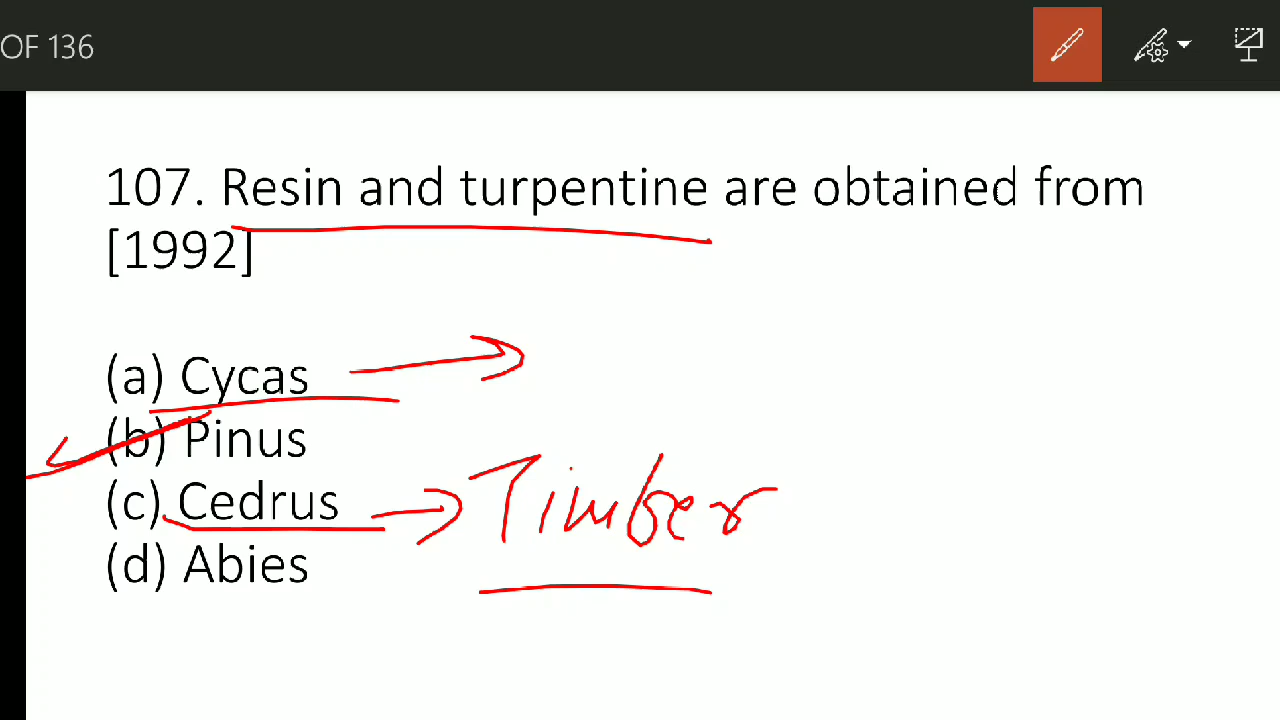 OF 136
107. Resin and turpentine are obtained from
[1992]
(a) Cycas
(b) Pinus
(c) Cedrus Timber
(d) Abies